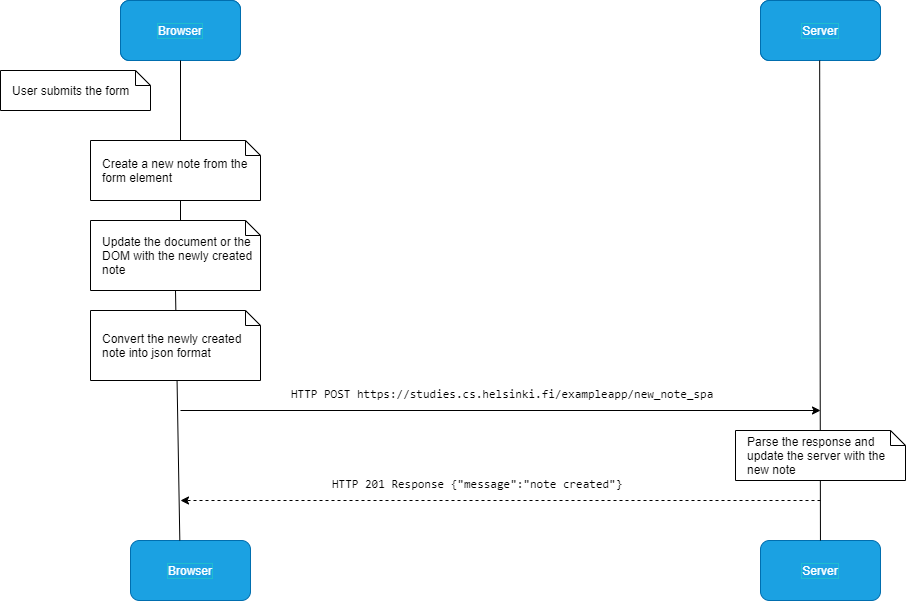 Browser
Server
User submits the form
Create a new note from the
form element
Update the document or the
DOM with the newly created
note
Convert the newly created
note into json format
HTTP POST https://studies.cs.helsinki.fi/exampleapp/new_note_spa
Parse the response and
update the server with the
new note
HTTP 201 Response {"message":"note created"}
Browser
Server